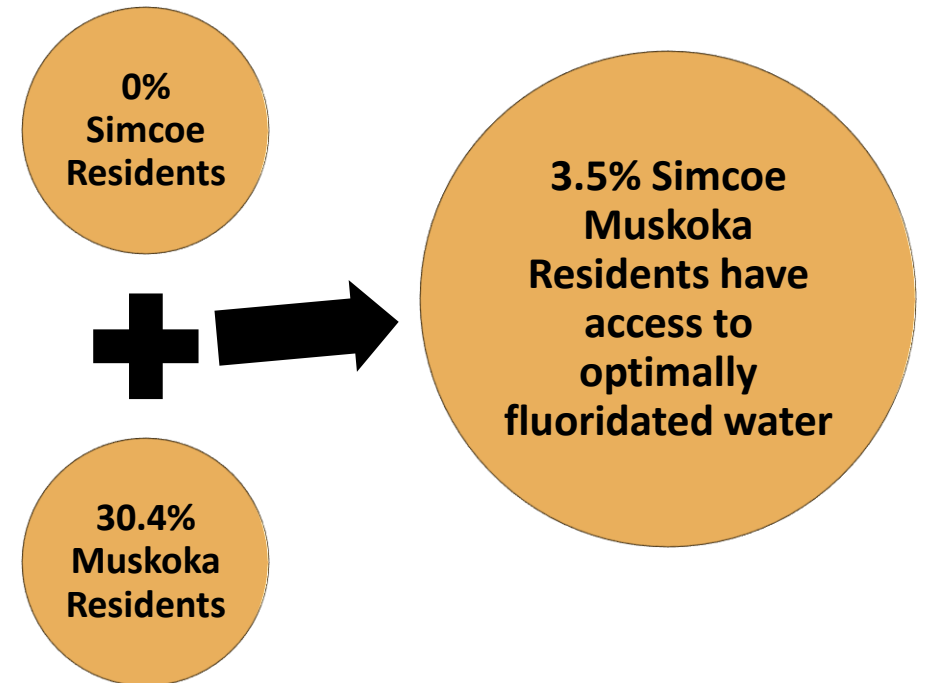 0%
Simcoe
Residents
30.4%
Muskoka
Residents
3.5% Simcoe
Muskoka
Residents have
access to
optimally
fluoridated water